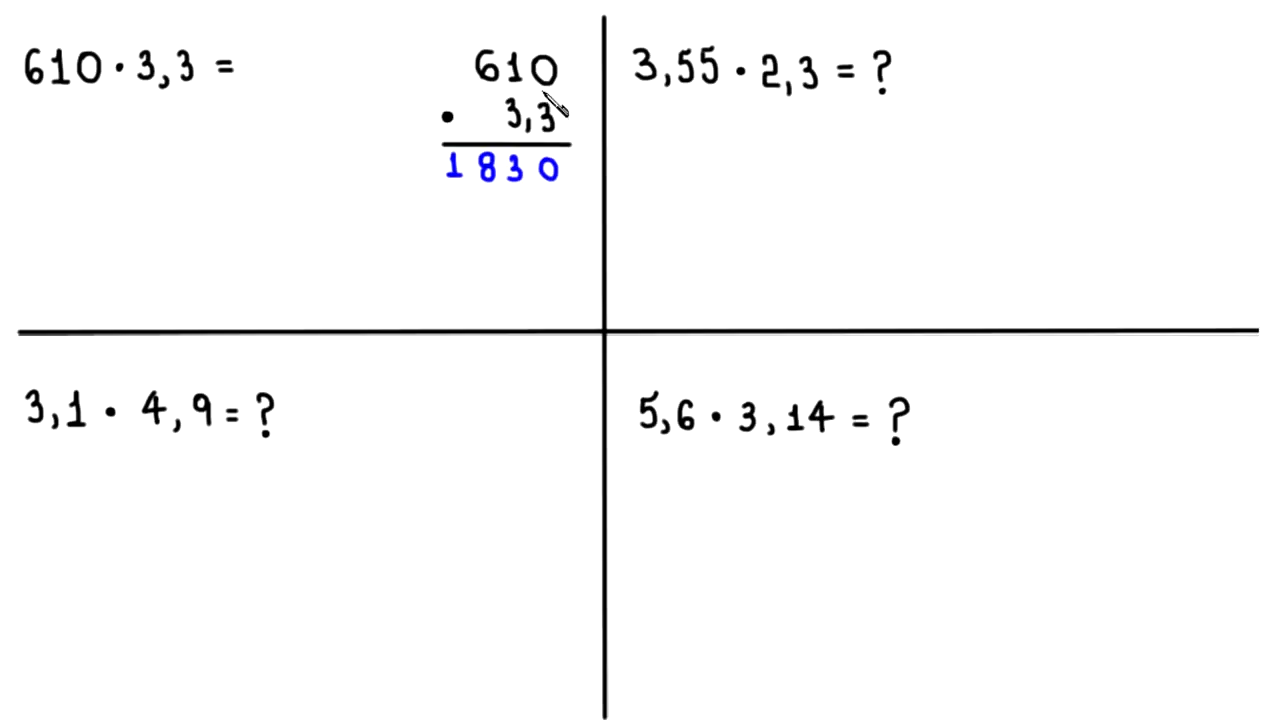 610 · 3,3 =
610
· 3,3
1830
3,55 · 2,3 = ?
3,1 · 4,9 = ?
5,6 · 3,14 = ?